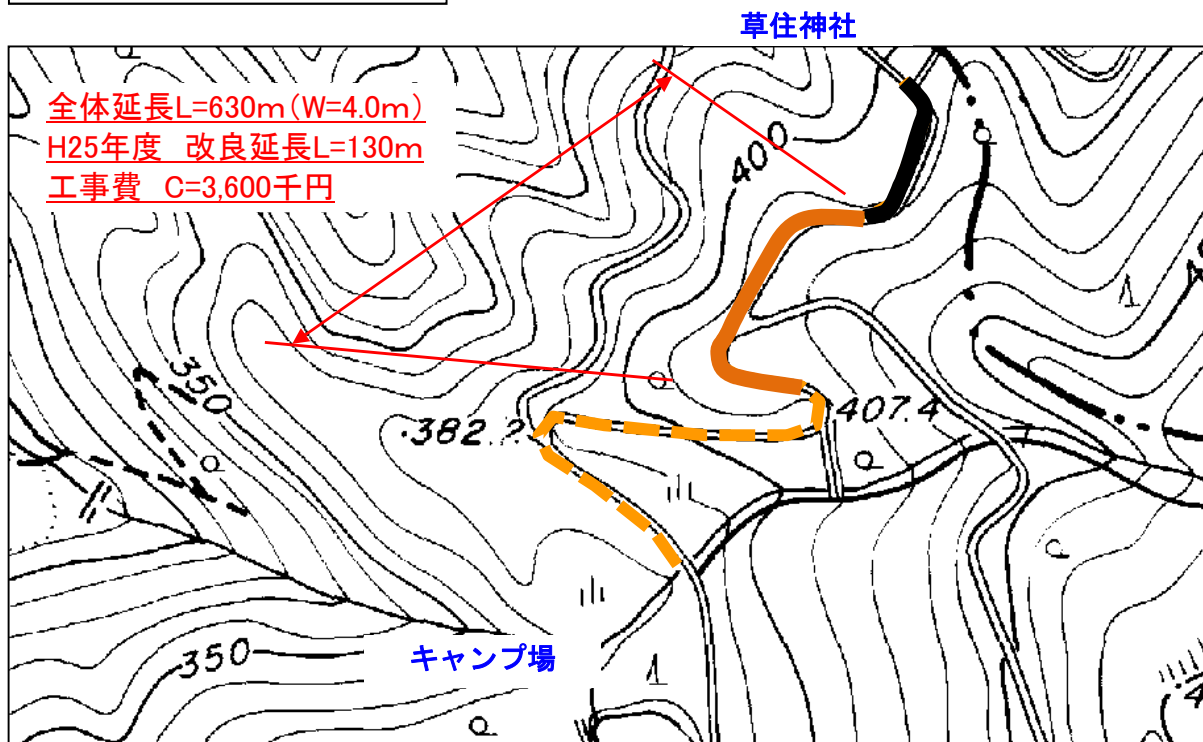 草住神社
全体延長L=630m(W=4.0m)
H25年度 改良延長L=130m
工事費 C=3,600千円
400
350
・382.2
407.4
350
キャンプ場